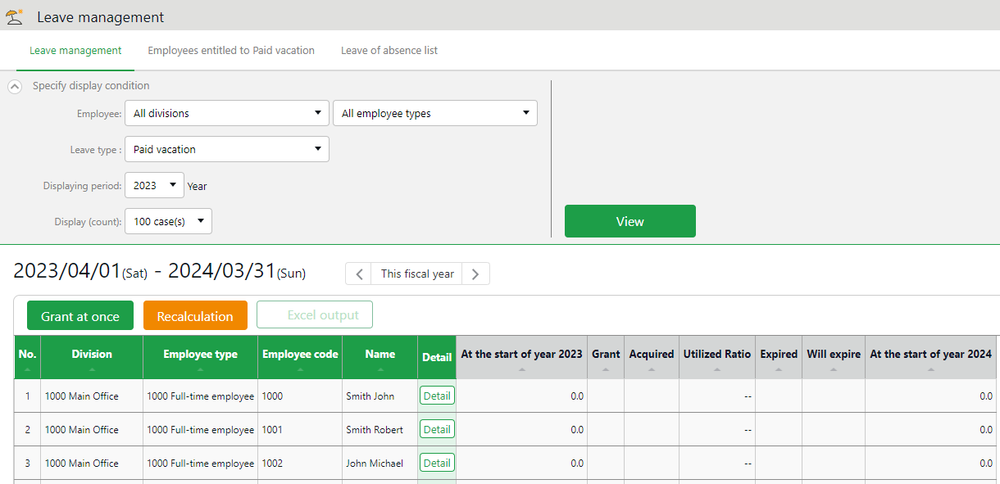 Leave management
Leave management Employees entitled to Paid vacation Leave of absence list
Specify display condition
Employee: All divisions All employee types
Leave type : Paid vacation
Displaying period: 2023 Year
Display (count): 100 case(s)
View
2023/04/01(Sat) - 2024/03/31(Sun) This fiscal year
Grant at once Recalculation Excel output
No. Division Employee type Employee code Name Detail At the start of year 2023 Grant Acquired Utilized Ratio Expired Will expire At the start of year 2024
1 1000 Main Office 1000 Full-time employee 1000 Smith John Detail 0.0 -- 0.0
2 1000 Main Office 1000 Full-time employee 1001 Smith Robert Detail 0.0 -- 0.0
3 1000 Main Office 1000 Full-time employee 1002 John Michael Detail 0.0 -- 0.0